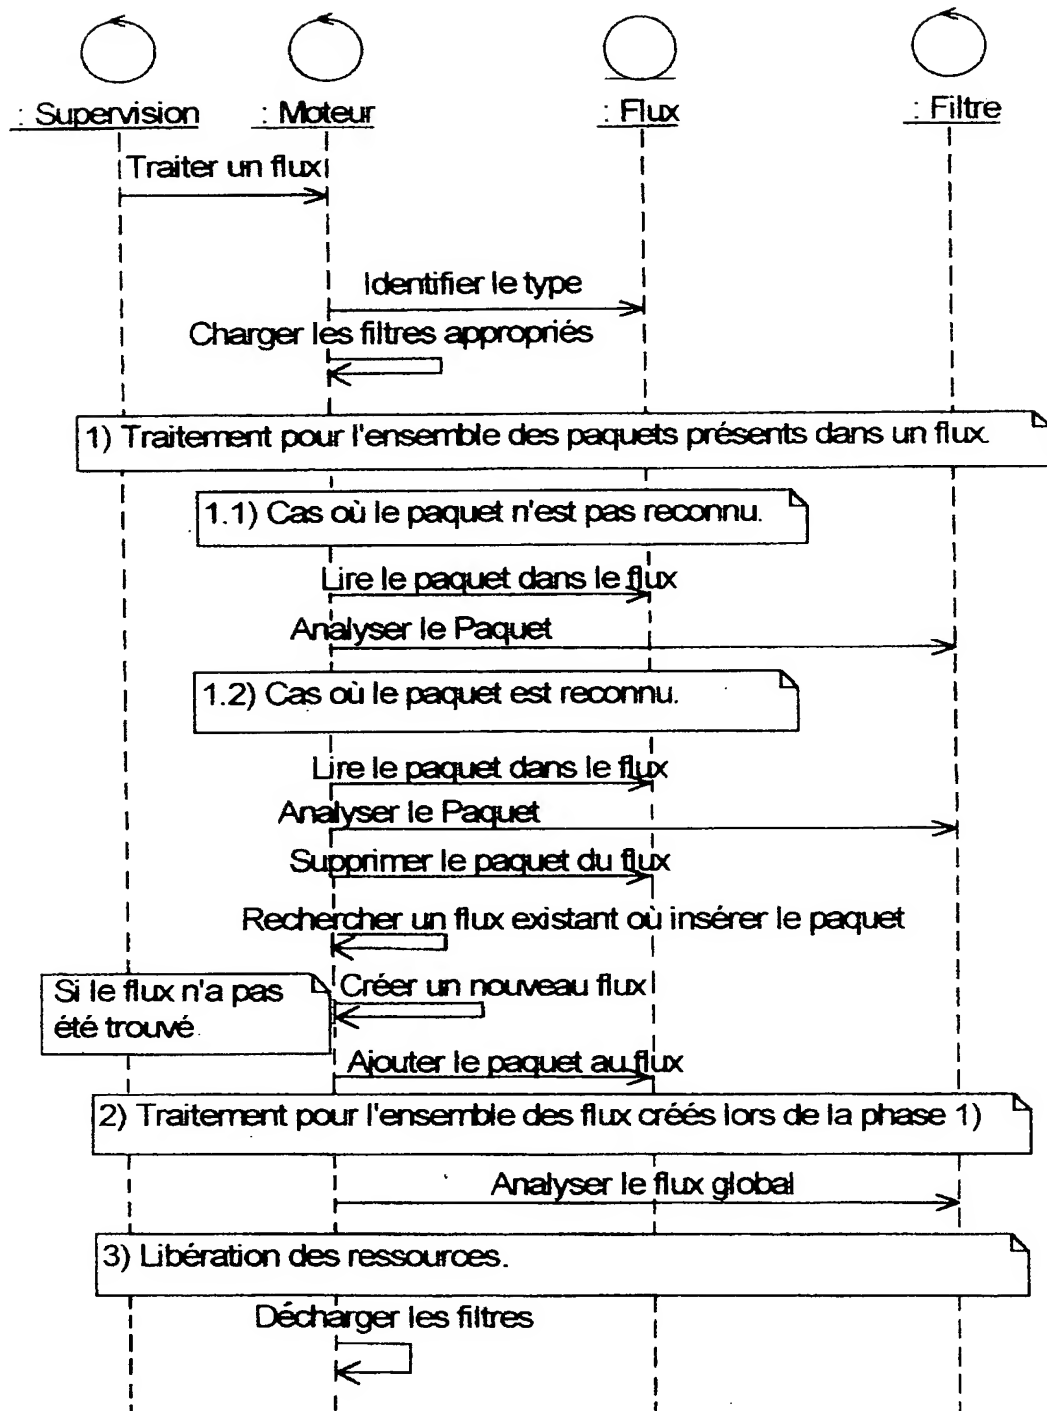 : Supervision
: Moteur
: Flux
: Filtre
Traiter un flux
Identifier le type
Charger les filtres appropriés
1) Traitement pour l'ensemble des paquets présents dans un flux.
1.1) Cas où le paquet n'est pas reconnu.
Lire le paquet dans le flux
Analyser le Paquet
1.2) Cas où le paquet est reconnu.
Lire le paquet dans le flux
Analyser le Paquet
Supprimer le paquet du flux
Rechercher un flux existant où insérer le paquet
Si le flux n'a pas
été trouvé.
Créer un nouveau flux
Ajouter le paquet au flux
2) Traitement pour l'ensemble des flux créés lors de la phase 1)
Analyser le flux global
3) Libération des ressources.
Décharger les filtres